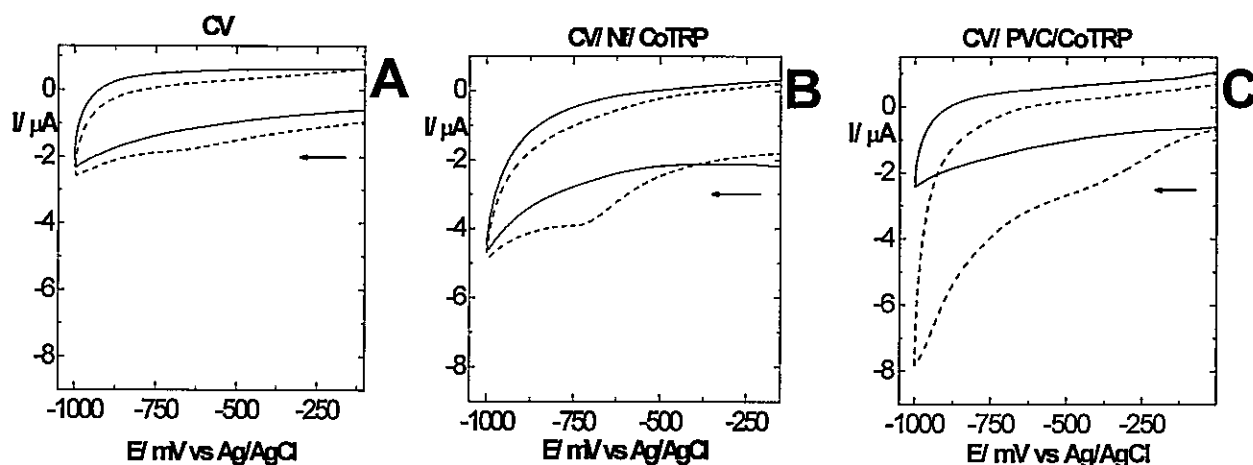 CV
A
0
-2
-4
-6
-8
I/ μA
-1000 -750 -500 -250
E/ mV vs Ag/AgCl
CV/ Nf/ CoTRP
B
0
-2
-4
-6
-8
I/ μA
-1000 -750 -500 -250
E/ mV vs Ag/AgCl
CV/ PVC/CoTRP
C
0
-2
-4
-6
-8
I/ μA
-1000 -750 -500 -250
E/ mV vs Ag/AgCl